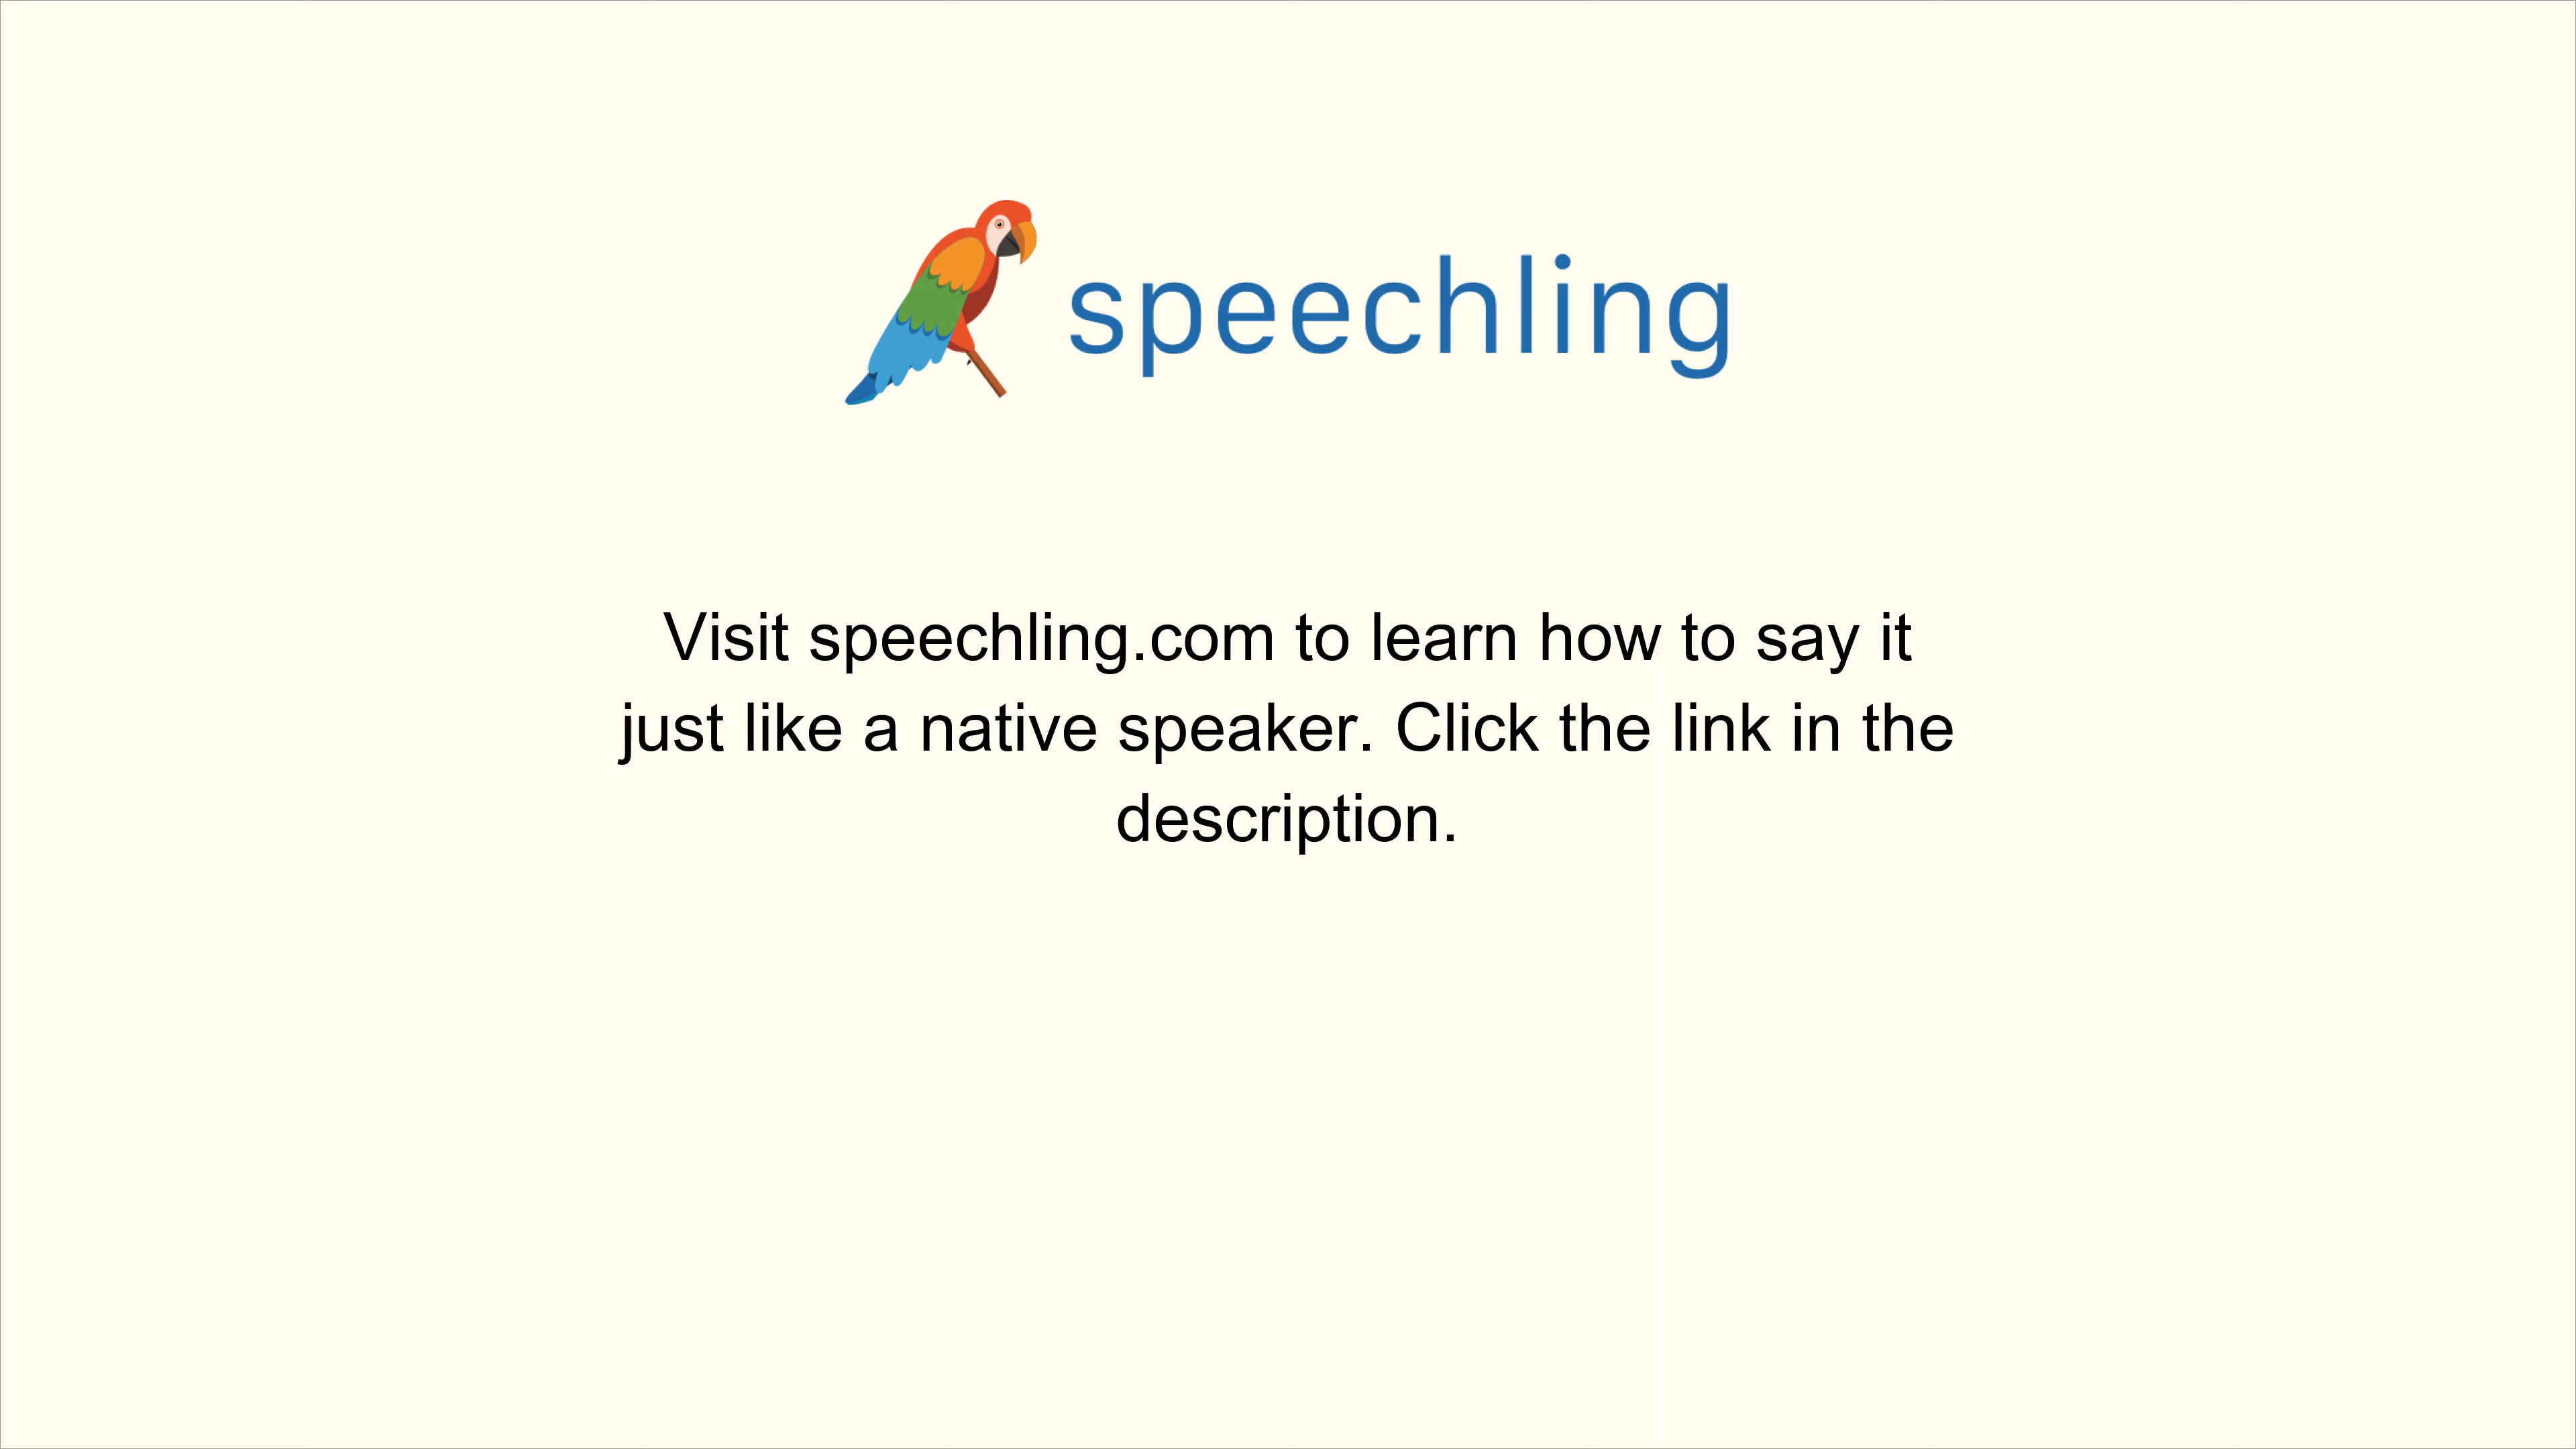 speechling
Visit speechling.com to learn how to say it
just like a native speaker. Click the link in the
description.